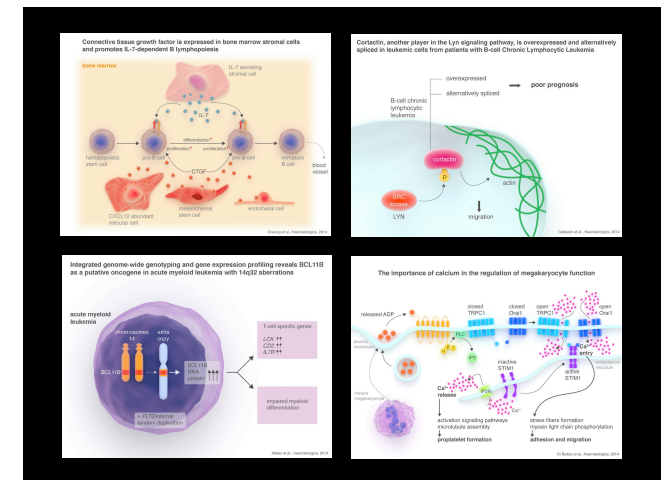 Connective tissue growth factor is expressed in bone marrow stromal cells
and promotes IL-7-dependent B lymphopoiesis
bone marrow
IL-7 secreting
stromal cell
IL-7
differentiation
proliferation
proliferation
hematopoietic
stem cell
pro-B cell
pre-B cell
immature
B cell
blood
vessel
CTGF
CXCL12 abundant
reticular cell
mesenchymal
stem cell
endothelial cell
Cheung et al., Haematologica, 2014
Cortactin, another player in the Lyn signaling pathway, is overexpressed and alternatively
spliced in leukemic cells from patients with B-cell Chronic Lymphocytic Leukemia
overexpressed
alternatively spliced
poor prognosis
B-cell chronic
lymphocytic
leukemia
cortactin
P
SRC
kinase
LYN
actin
migration
Gattazzo et al., Haematologica, 2014
Integrated genome-wide genotyping and gene expression profiling reveals BCL11B
as a putative oncogene in acute myeloid leukemia with 14q32 aberrations
acute myeloid
leukemia
chromosomes
14
extra
copy
BCL11B
BCL11B
RNA
protein
+ FLT3 internal
tandem duplication
T-cell specific genes
LCK ↑↑
CD2 ↑↑
IL7R ↑↑
impaired myeloid
differentiation
Abbas et al., Haematologica, 2014
The importance of calcium in the regulation of megakaryocyte function
released ADP
closed
TRPC1
closed
Orai1
open
TRPC1
open
Orai1
plasma
membrane
PLC
IP3
IP3R
inactive
STIM1
active
STIM1
Ca²⁺
entry
endoplasmic
reticulum
mature
megakaryocyte
Ca²⁺
release
Ca²⁺
activation signaling pathways
microtubule assembly
proplatelet formation
stress fibers formation
myosin light chain phosphorylation
adhesion and migration
Di Buduo et al., Haematologica, 2014